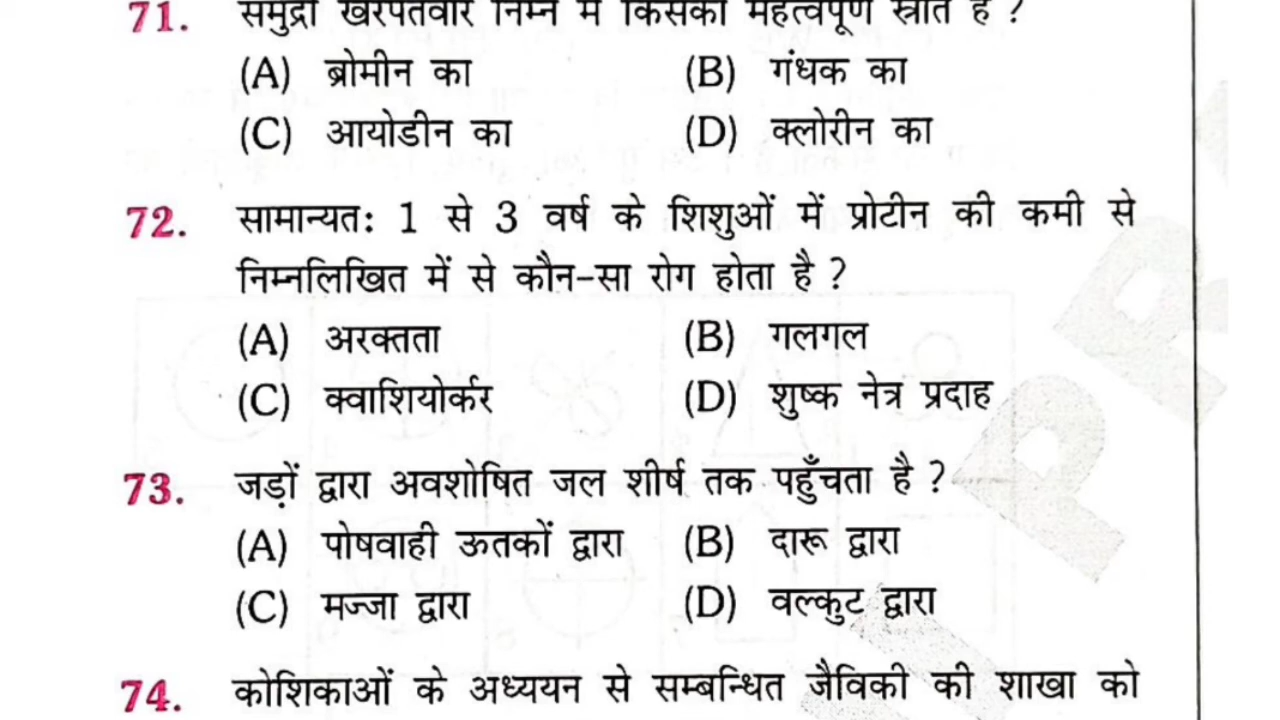 71. समुद्री खरपतवार निम्न में किसका महत्वपूर्ण स्रोत है ?
(A) ब्रोमीन का (B) गंधक का
(C) आयोडीन का (D) क्लोरीन का
72. सामान्यतः 1 से 3 वर्ष के शिशुओं में प्रोटीन की कमी से
निम्नलिखित में से कौन-सा रोग होता है ?
(A) अरक्तता (B) गलगल
(C) क्वाशियोर्कर (D) शुष्क नेत्र प्रदाह
73. जड़ों द्वारा अवशोषित जल शीर्ष तक पहुँचता है ?
(A) पोषवाही ऊतकों द्वारा (B) दारू द्वारा
(C) मज्जा द्वारा (D) वल्कुट द्वारा
74. कोशिकाओं के अध्ययन से सम्बन्धित जैविकी की शाखा को